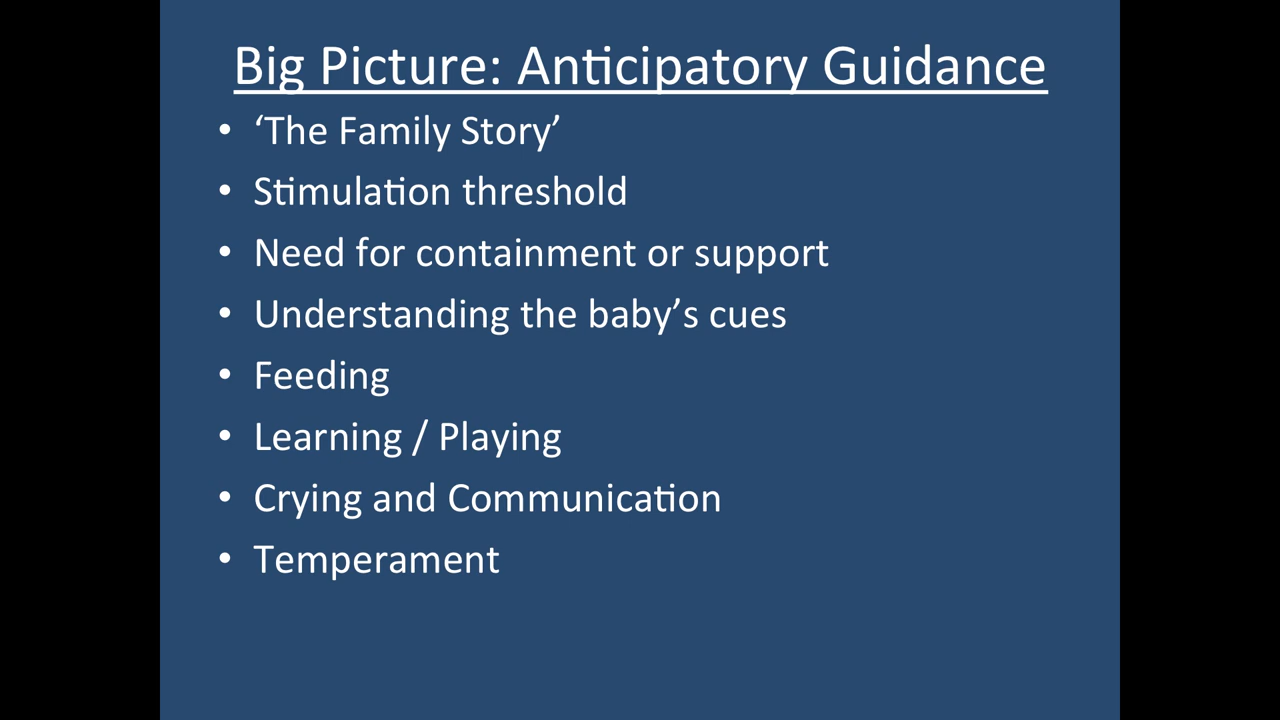 Big Picture: Anticipatory Guidance
• ‘The Family Story’
• Stimulation threshold
• Need for containment or support
• Understanding the baby’s cues
• Feeding
• Learning / Playing
• Crying and Communication
• Temperament